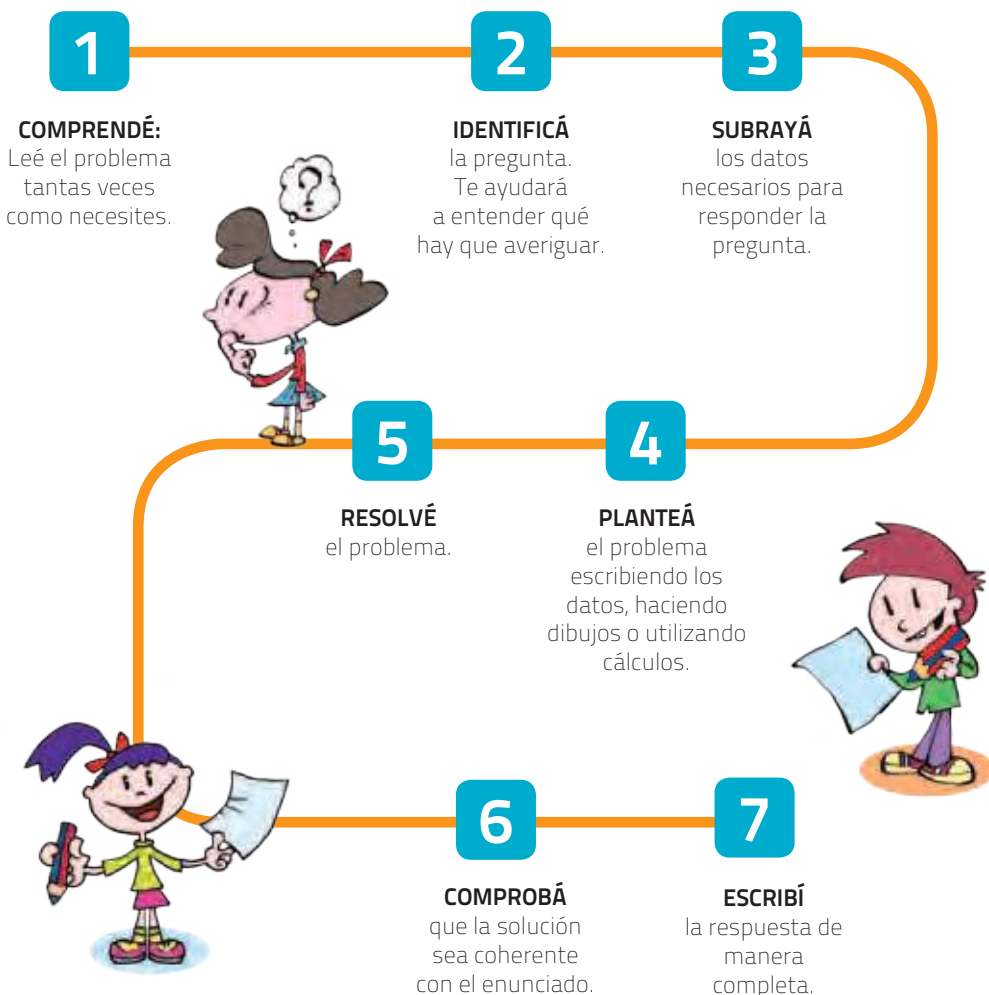 1
COMPRENDÉ:
Leé el problema
tantas veces
como necesites.
2
IDENTIFICÁ
la pregunta.
Te ayudará
a entender qué
hay que averiguar.
3
SUBRAYÁ
los datos
necesarios para
responder la
pregunta.
?
4
PLANTEÁ
el problema
escribiendo los
datos, haciendo
dibujos o utilizando
cálculos.
5
RESOLVÉ
el problema.
6
COMPROBÁ
que la solución
sea coherente
con el enunciado.
7
ESCRIBÍ
la respuesta de
manera
completa.